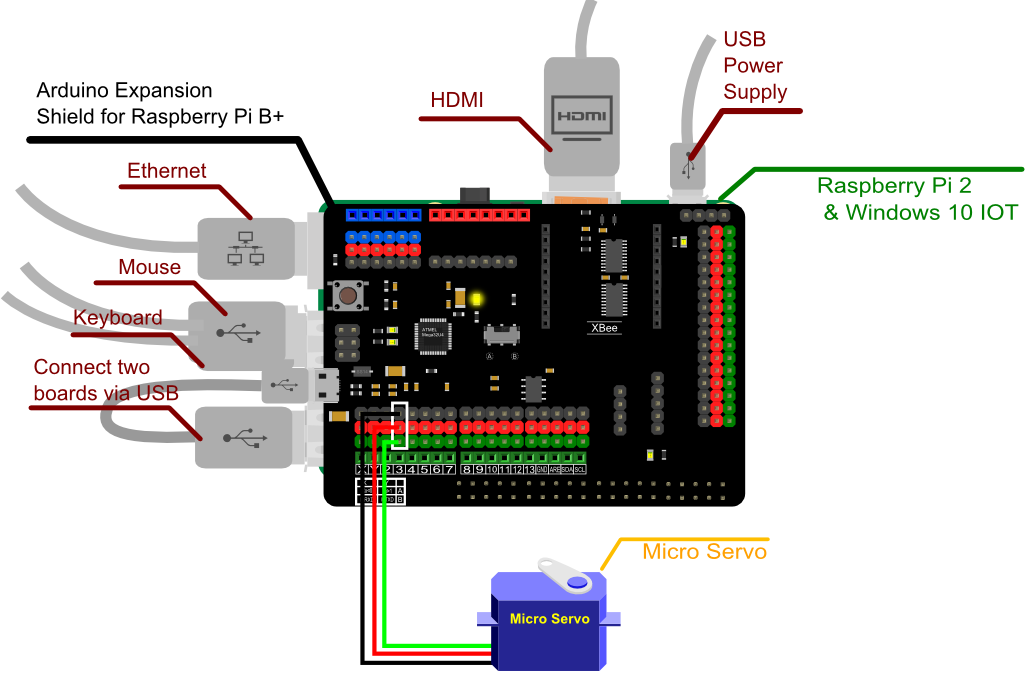 USB
Power
Supply
Arduino Expansion
Shield for Raspberry Pi B+
HDMI
HDMI
Ethernet
Raspberry Pi 2
& Windows 10 IOT
Mouse
Keyboard
Connect two
boards via USB
ATMEL
Mega32U4
XBee
A B
X Y 2 3 4 5 6 7 8 9 10 11 12 13 GND ARE SDA SCL
A
B
Micro Servo
Micro Servo